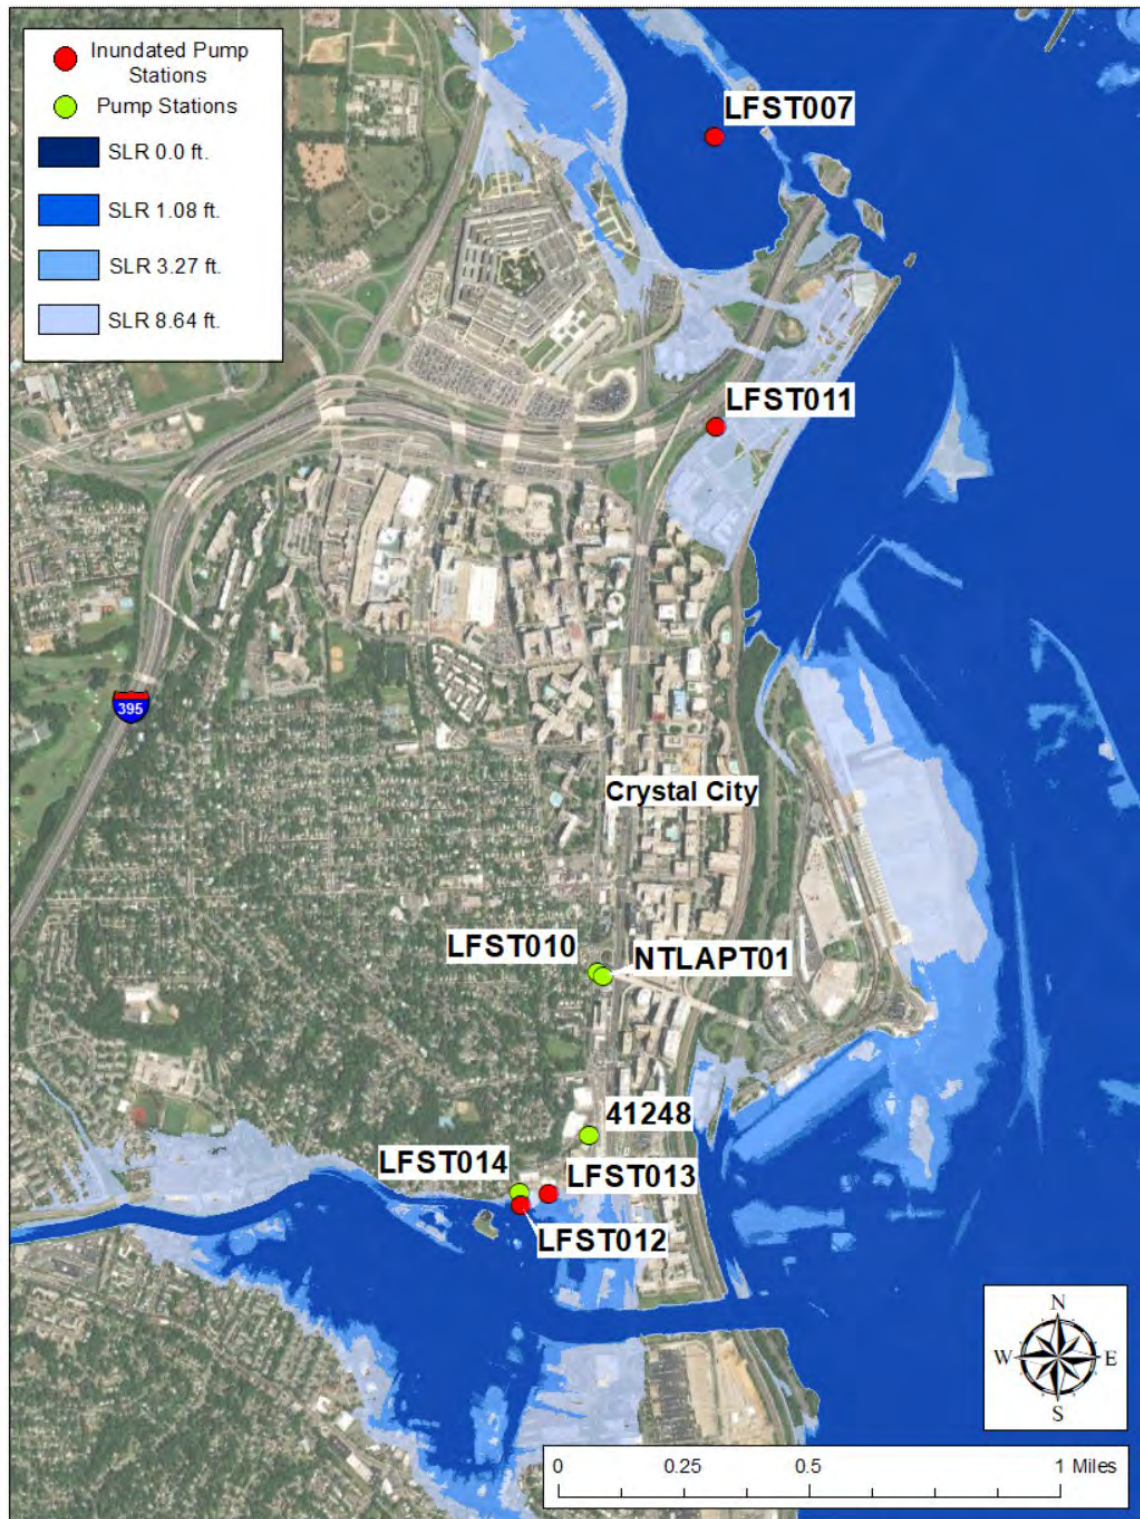 Inundated Pump
Stations
Pump Stations
SLR 0.0 ft.
SLR 1.08 ft.
SLR 3.27 ft.
SLR 8.64 ft.
LFST007
LFST011
395
Crystal City
LFST010
NTLAPT01
41248
LFST014
LFST013
LFST012
N
W
E
S
0
0.25
0.5
1 Miles